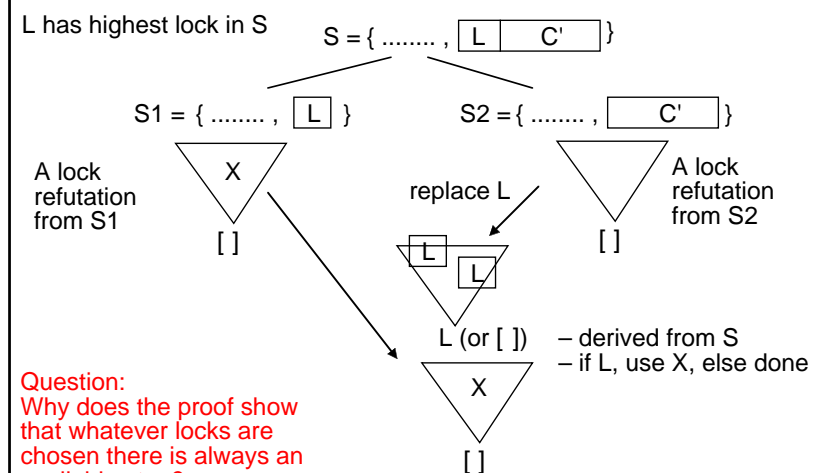 L has highest lock in S
S = { ........ , L C' }
S1 = { ........ , L }
S2 = { ........ , C' }
A lock
refutation
from S1
X
[ ]
replace L
A lock
refutation
from S2
[ ]
L
L
L (or [ ])
– derived from S
– if L, use X, else done
X
[ ]
Question:
Why does the proof show
that whatever locks are
chosen there is always an